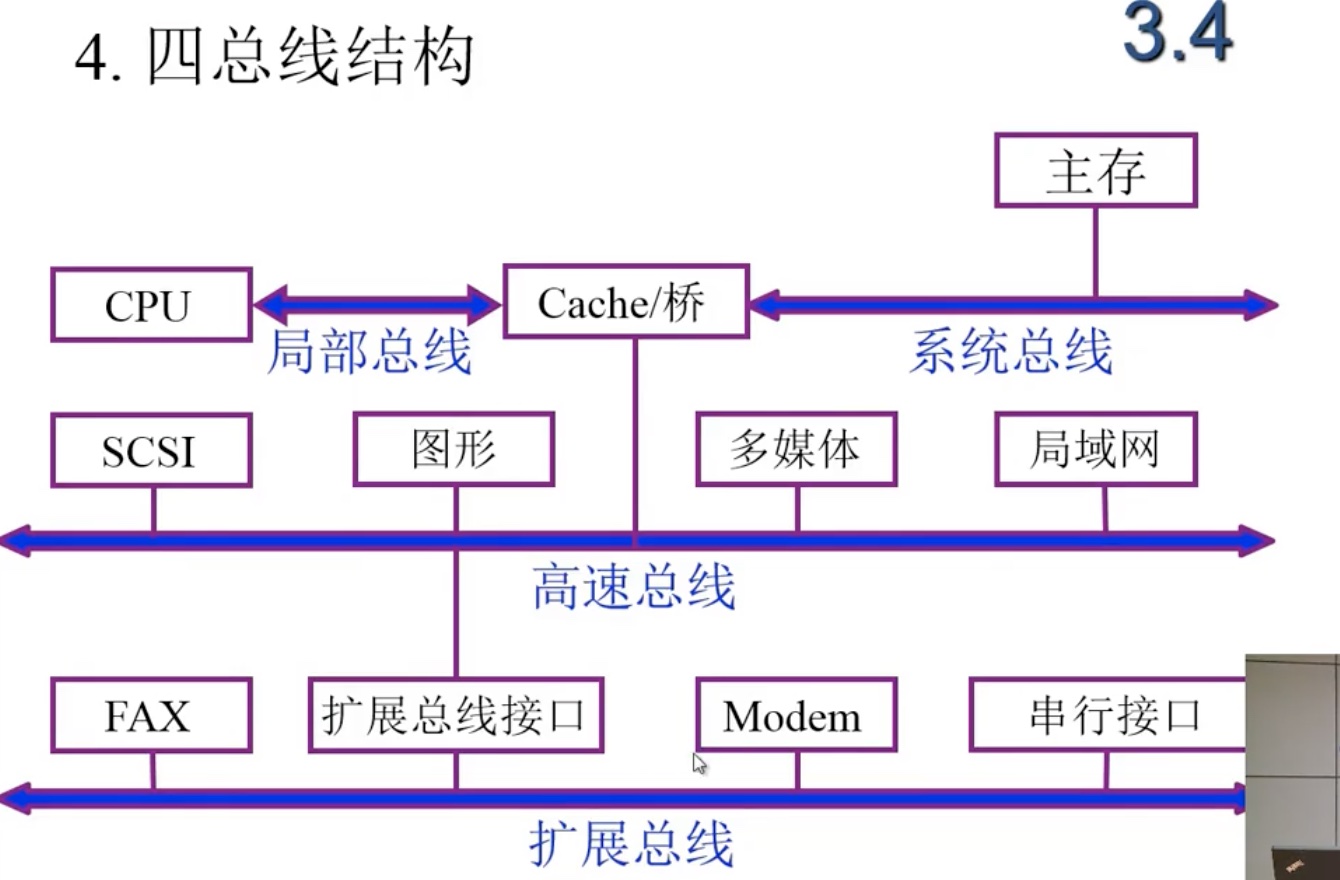 4. 四总线结构
3.4
主存
CPU
Cache/桥
局部总线
系统总线
SCSI
图形
多媒体
局域网
高速总线
FAX
扩展总线接口
Modem
串行接口
扩展总线